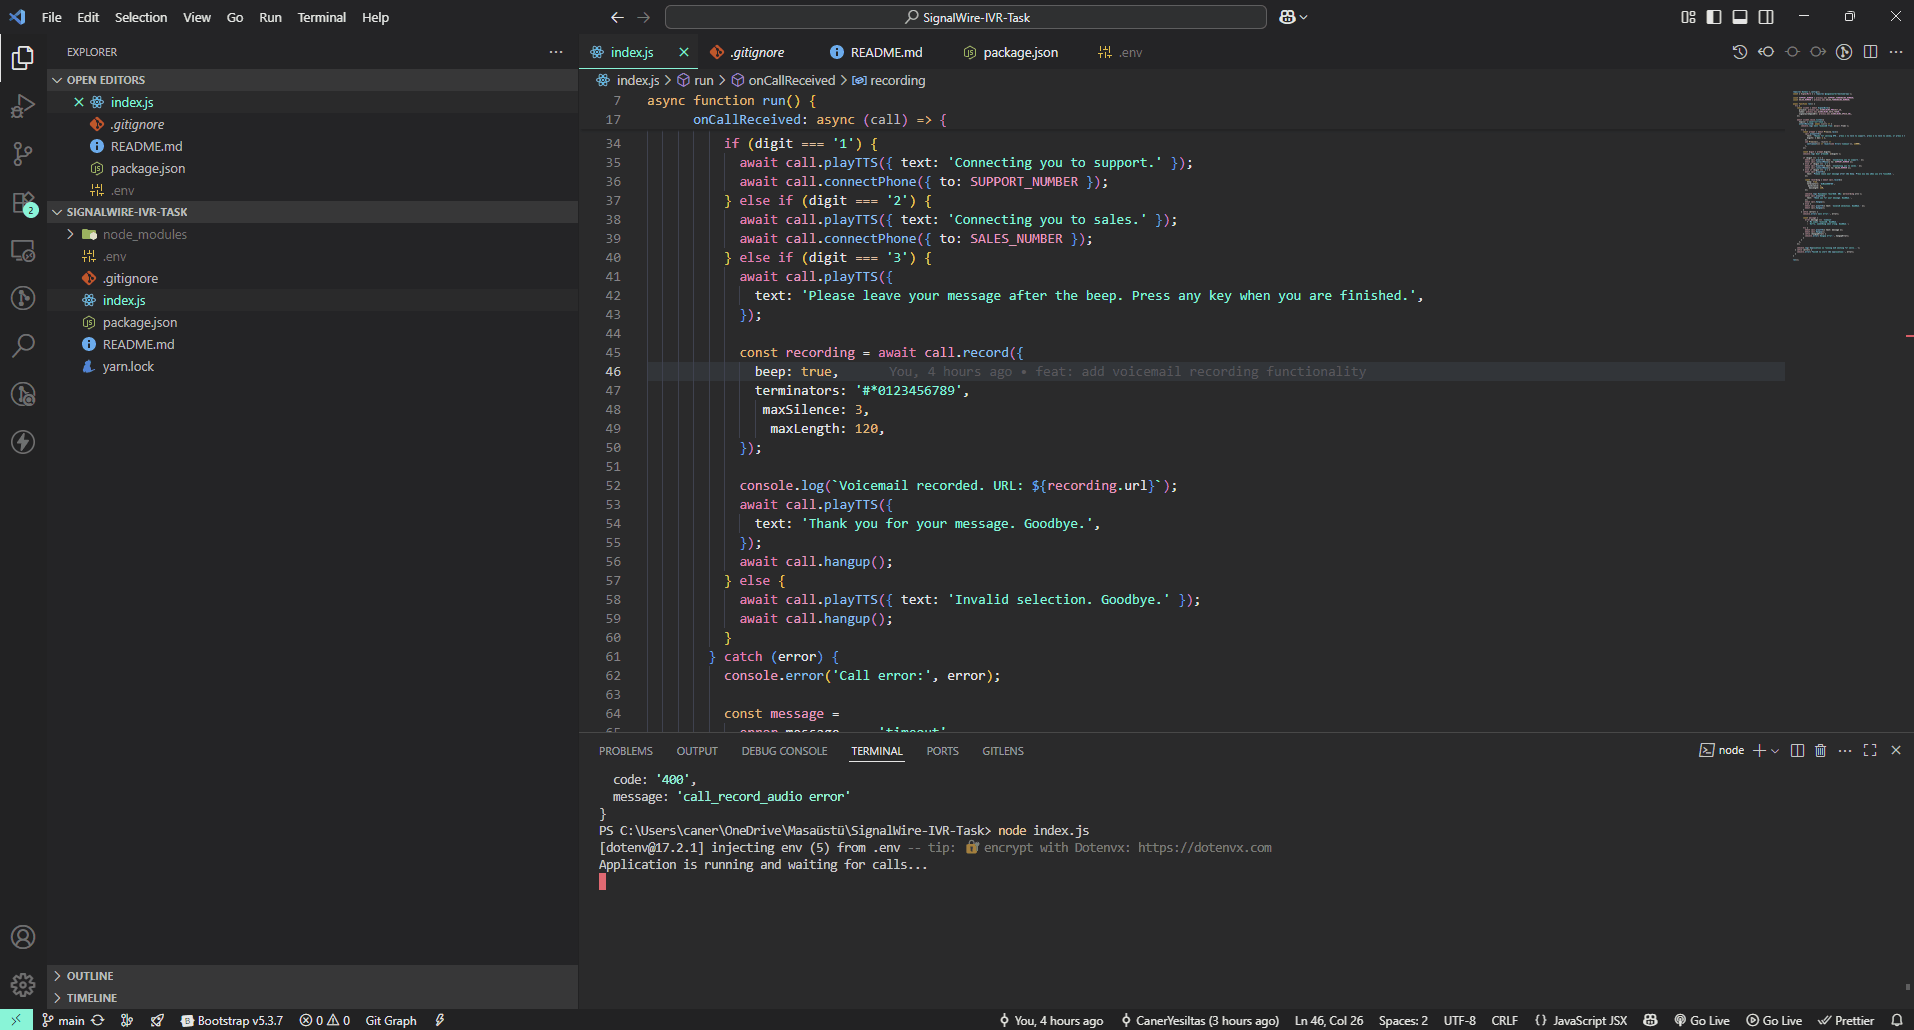 File Edit Selection View Go Run Terminal Help
SignalWire-IVR-Task
EXPLORER
OPEN EDITORS
index.js
.gitignore
README.md
package.json
.env
SIGNALWIRE-IVR-TASK
node_modules
.env
.gitignore
index.js
package.json
README.md
yarn.lock
OUTLINE
TIMELINE
2
index.js .gitignore README.md package.json .env
index.js > run > onCallReceived > recording
7 async function run() {
17 onCallReceived: async (call) => {
34 if (digit === '1') {
35 await call.playTTS({ text: 'Connecting you to support.' });
36 await call.connectPhone({ to: SUPPORT_NUMBER });
37 } else if (digit === '2') {
38 await call.playTTS({ text: 'Connecting you to sales.' });
39 await call.connectPhone({ to: SALES_NUMBER });
40 } else if (digit === '3') {
41 await call.playTTS({
42 text: 'Please leave your message after the beep. Press any key when you are finished.',
43 });
44
45 const recording = await call.record({
46 beep: true, You, 4 hours ago • feat: add voicemail recording functionality
47 terminators: '#*0123456789',
48 maxSilence: 3,
49 maxLength: 120,
50 });
51
52 console.log(`Voicemail recorded. URL: ${recording.url}`);
53 await call.playTTS({
54 text: 'Thank you for your message. Goodbye.',
55 });
56 await call.hangup();
57 } else {
58 await call.playTTS({ text: 'Invalid selection. Goodbye.' });
59 await call.hangup();
60 }
61 } catch (error) {
62 console.error('Call error:', error);
63
64 const message =
PROBLEMS OUTPUT DEBUG CONSOLE TERMINAL PORTS GITLENS
node
code: '400',
message: 'call_record_audio error'
}
PS C:\Users\caner\OneDrive\Masaüstü\SignalWire-IVR-Task> node index.js
[dotenv@17.2.1] injecting env (5) from .env -- tip: 🔐 encrypt with Dotenvx: https://dotenvx.com
Application is running and waiting for calls...
main Bootstrap v5.3.7 0 0 Git Graph You, 4 hours ago CanerYesiltas (3 hours ago) Ln 46, Col 26 Spaces: 2 UTF-8 CRLF {} JavaScript JSX Go Live Go Live Prettier